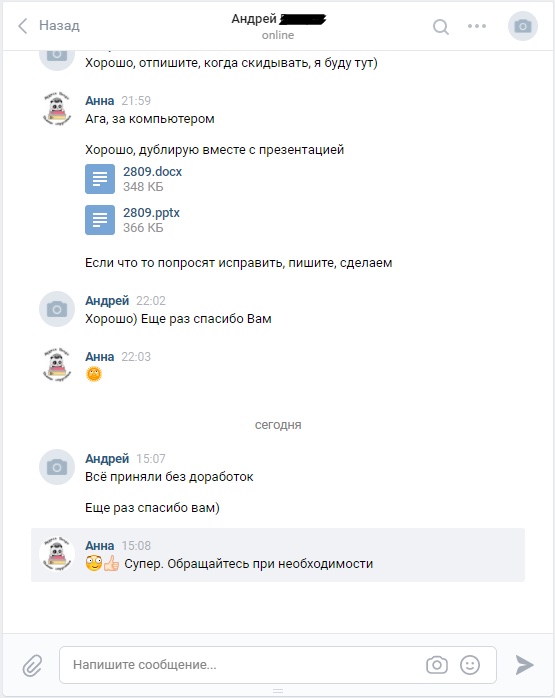 Назад
Андрей
online
Хорошо, отпишите, когда скидывать, я буду тут)
Анна 21:59
Ага, за компьютером
Хорошо, дублирую вместе с презентацией
2809.docx
348 КБ
2809.pptx
366 КБ
Если что то попросят исправить, пишите, сделаем
Андрей 22:02
Хорошо) Еще раз спасибо Вам
Анна 22:03
сегодня
Андрей 15:07
Всё приняли без доработок
Еще раз спасибо вам)
Анна 15:08
Супер. Обращайтесь при необходимости
Напишите сообщение...